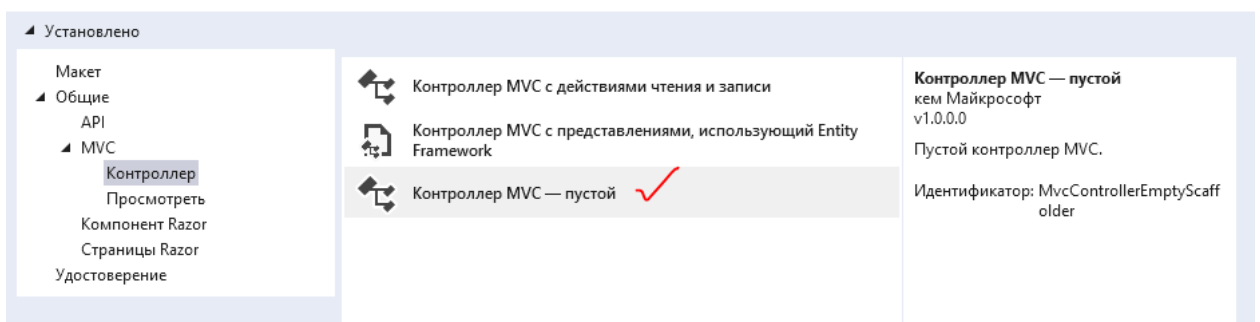 Установлено
Макет
Общие
API
MVC
Контроллер
Просмотреть
Компонент Razor
Страницы Razor
Удостоверение
Контроллер MVC с действиями чтения и записи
Контроллер MVC с представлениями, использующий Entity
Framework
Контроллер MVC — пустой
Контроллер MVC — пустой
кем Майкрософт
v1.0.0.0
Пустой контроллер MVC.
Идентификатор: MvcControllerEmptyScaff
older